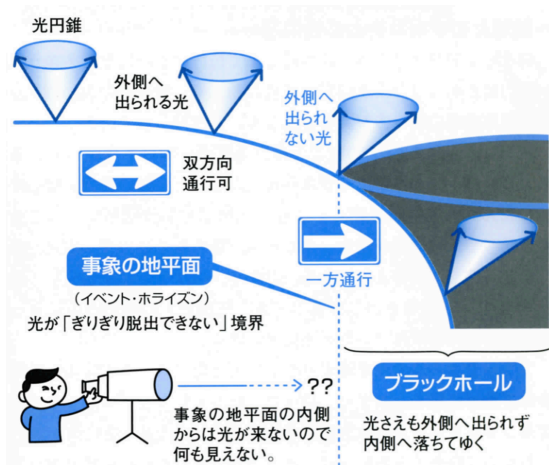 光円錐
外側へ
出られる光
外側へ
出られ
ない光
双方向
通行可
一方通行
事象の地平面
(イベント・ホライズン)
光が「ぎりぎり脱出できない」境界
??
事象の地平面の内側
からは光が来ないので
何も見えない。
ブラックホール
光さえも外側へ出られず
内側へ落ちてゆく